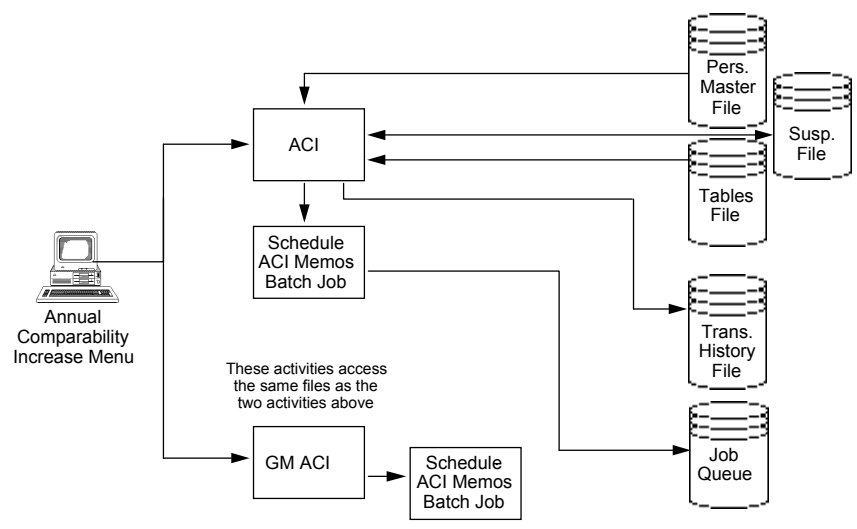 Pers.
Master
File
Susp.
File
ACI
Tables
File
Schedule
ACI Memos
Batch Job
Annual
Comparability
Increase Menu
Trans.
History
File
These activities access
the same files as the
two activities above
GM ACI
Schedule
ACI Memos
Batch Job
Job
Queue